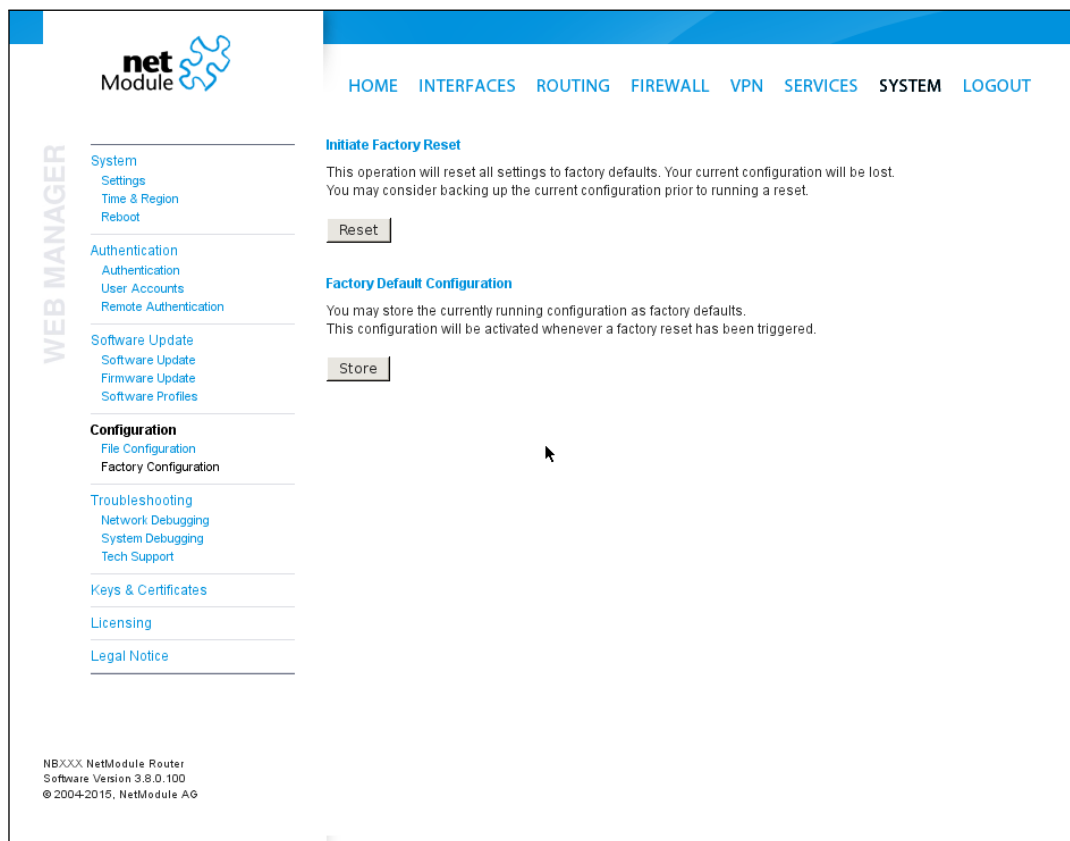 net
Module
HOME INTERFACES ROUTING FIREWALL VPN SERVICES SYSTEM LOGOUT
WEB MANAGER
System
Settings
Time & Region
Reboot
Authentication
Authentication
User Accounts
Remote Authentication
Software Update
Software Update
Firmware Update
Software Profiles
Configuration
File Configuration
Factory Configuration
Troubleshooting
Network Debugging
System Debugging
Tech Support
Keys & Certificates
Licensing
Legal Notice
Initiate Factory Reset
This operation will reset all settings to factory defaults. Your current configuration will be lost.
You may consider backing up the current configuration prior to running a reset.
Reset
Factory Default Configuration
You may store the currently running configuration as factory defaults.
This configuration will be activated whenever a factory reset has been triggered.
Store
NBXXX NetModule Router
Software Version 3.8.0.100
© 2004-2015, NetModule AG